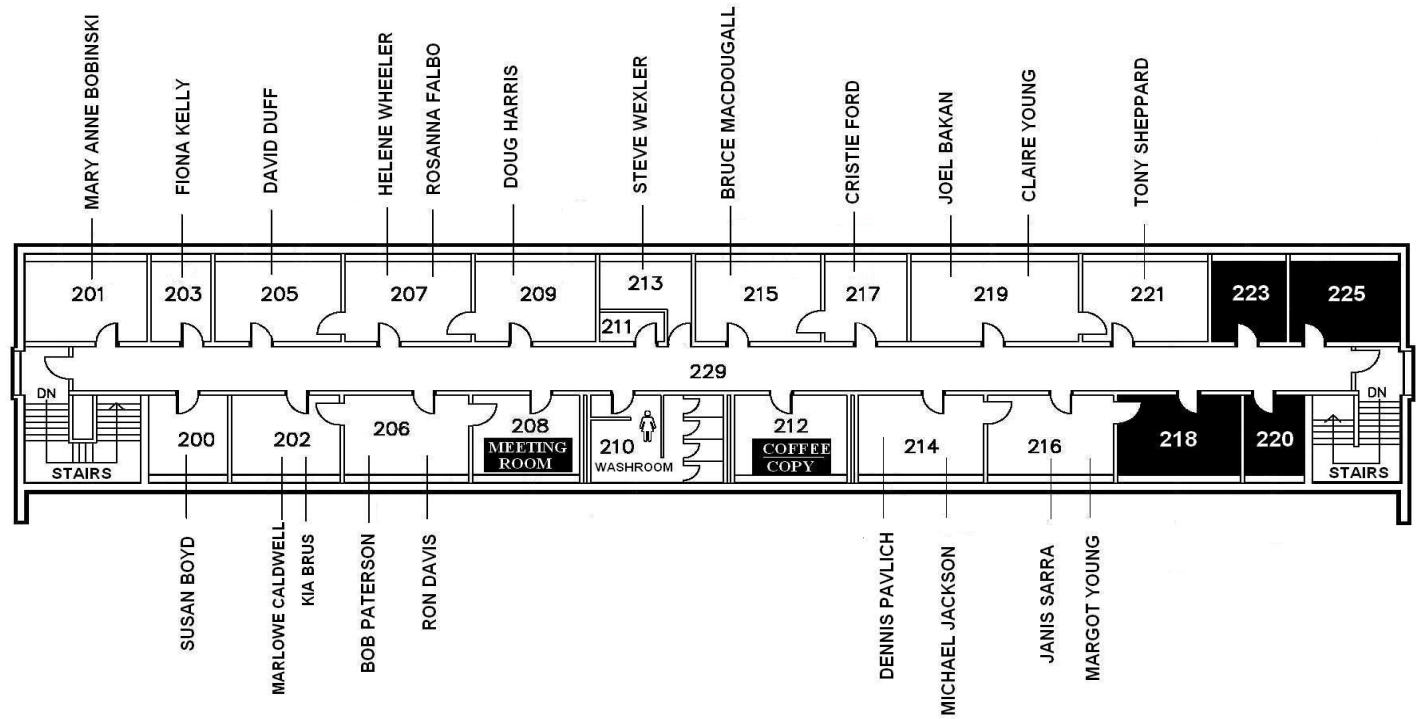 MARY ANNE BOBINSKI
FIONA KELLY
DAVID DUFF
HELENE WHEELER
ROSANNA FALBO
DOUG HARRIS
STEVE WEXLER
BRUCE MACDOUGALL
CRISTIE FORD
JOEL BAKAN
CLAIRE YOUNG
TONY SHEPPARD
201
203
205
207
209
213
211
215
217
219
221
223
225
229
DN
STAIRS
200
202
206
208
MEETING
ROOM
210
WASHROOM
212
COFFEE
COPY
214
216
218
220
DN
STAIRS
SUSAN BOYD
MARLOWE CALDWELL
KIA BRUS
BOB PATERSON
RON DAVIS
DENNIS PAVLICH
MICHAEL JACKSON
JANIS SARRA
MARGOT YOUNG